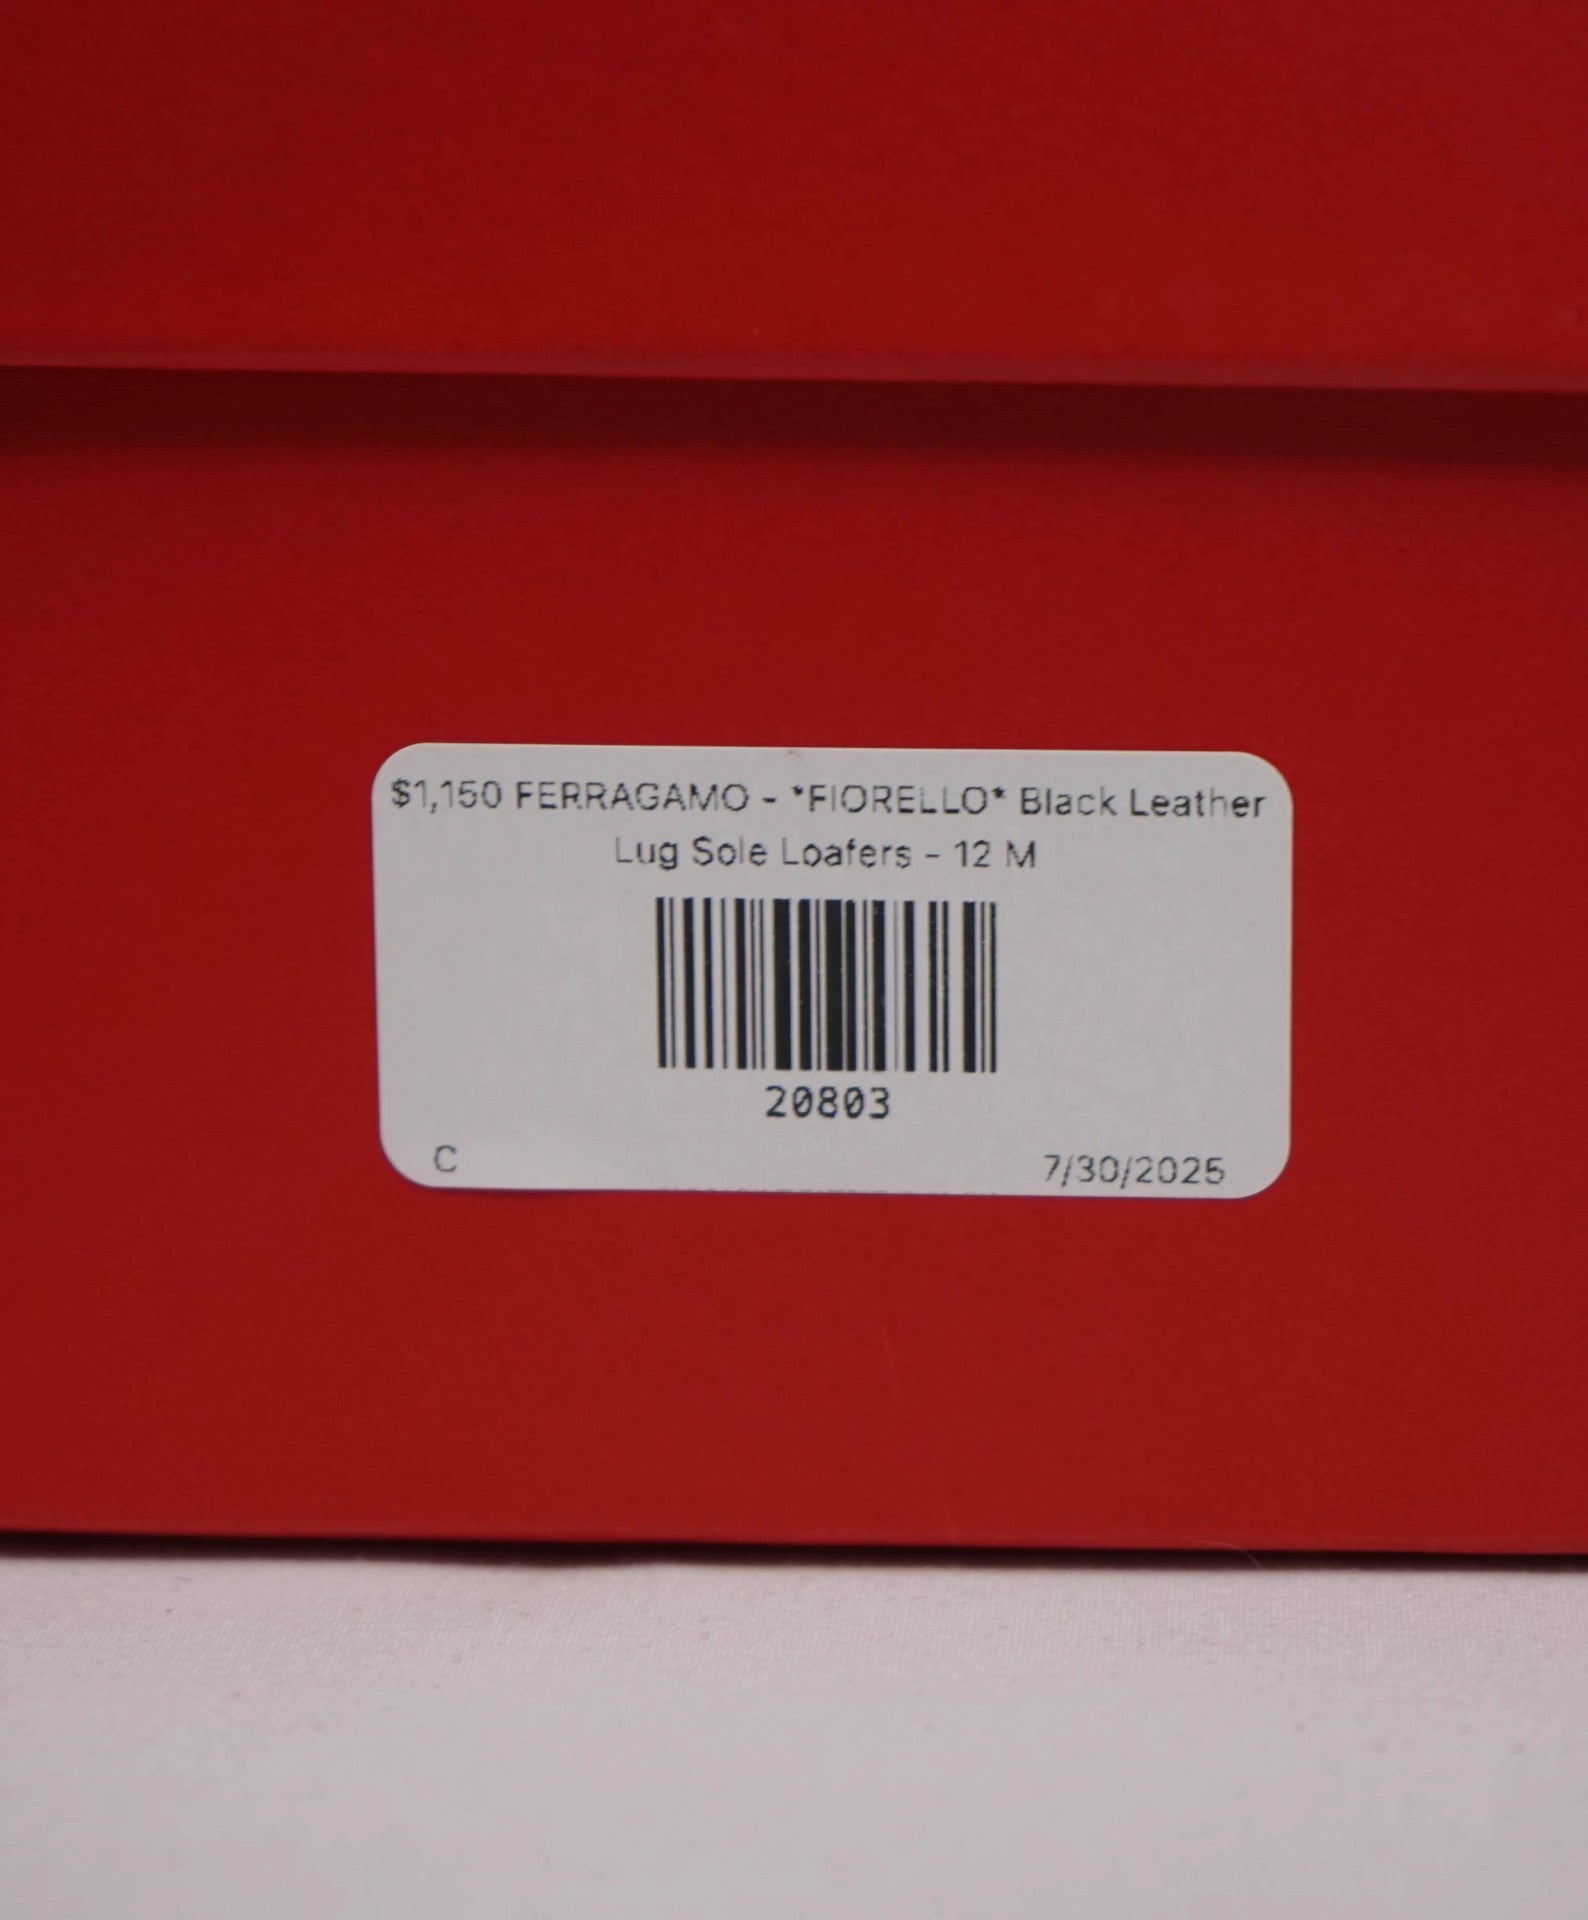 $1,150 FERRAGAMO - *FIORELLO* Black Leather
Lug Sole Loafers - 12 M
20803
C
7/30/2025